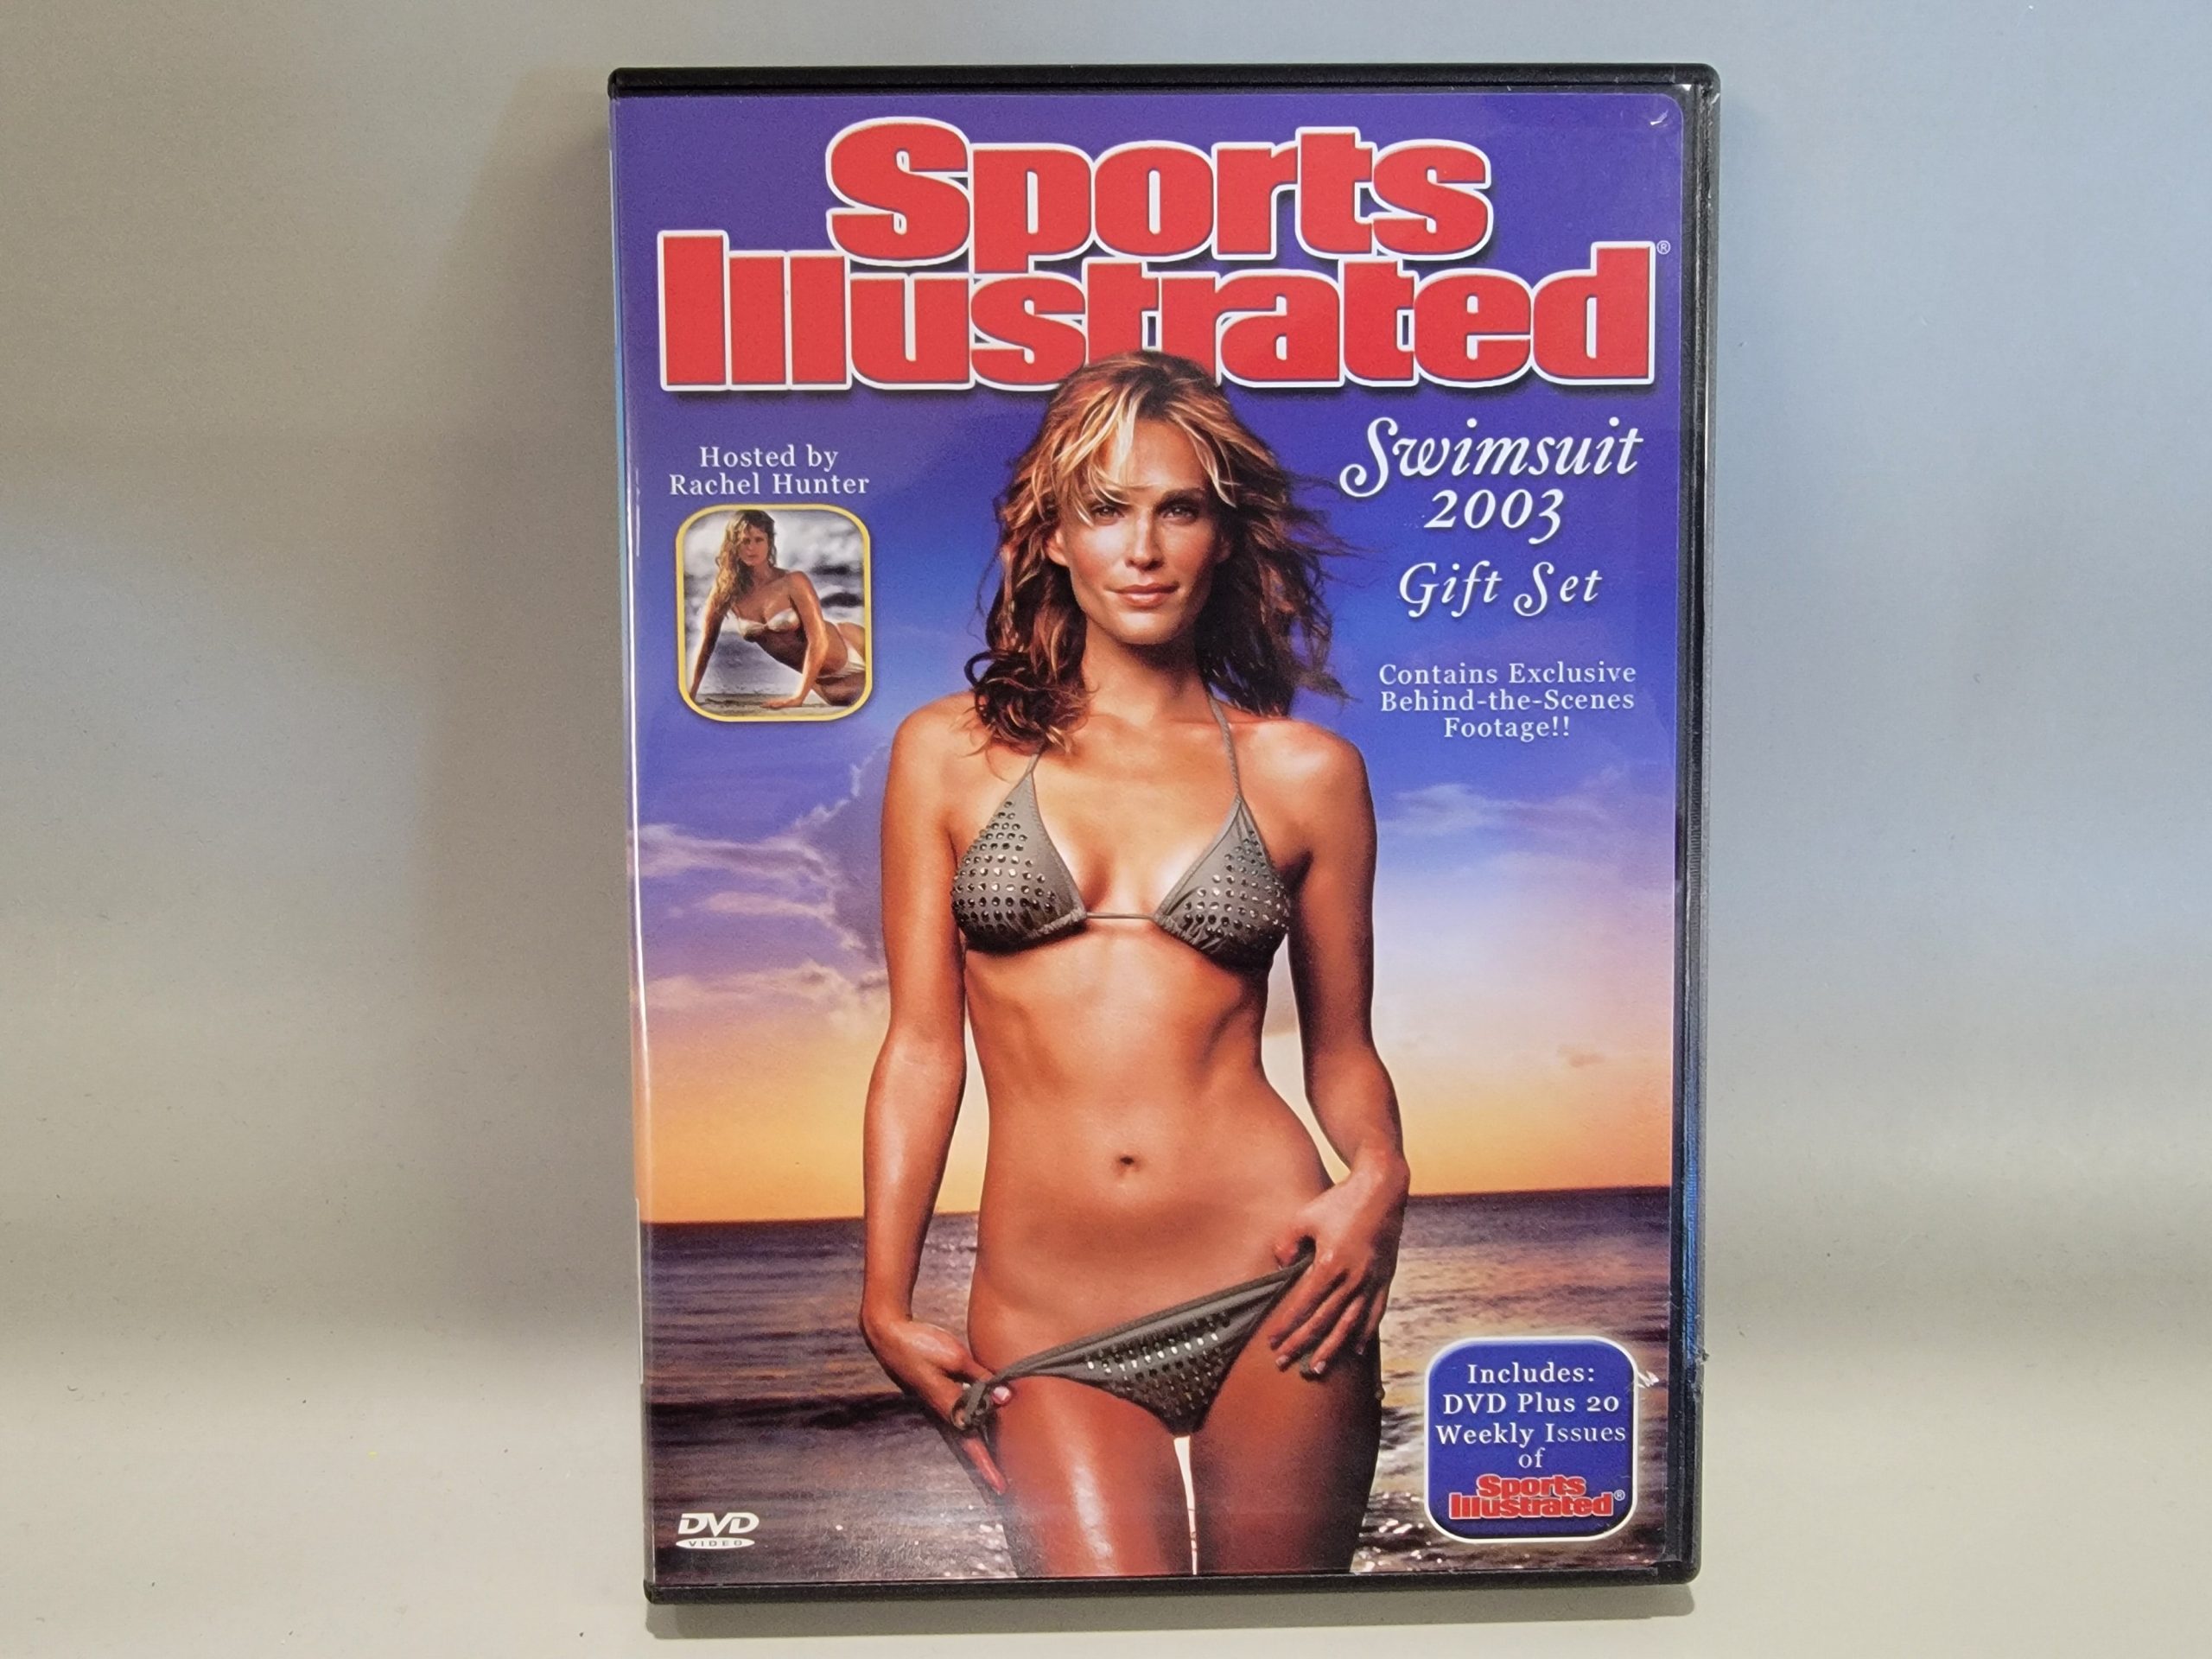 Sports
Illustrated®
Hosted by
Rachel Hunter
Swimsuit
2003
Gift Set
Contains Exclusive
Behind-the-Scenes
Footage!!
Includes:
DVD Plus 20
Weekly Issues
of
Sports
Illustrated®
DVD
VIDEO